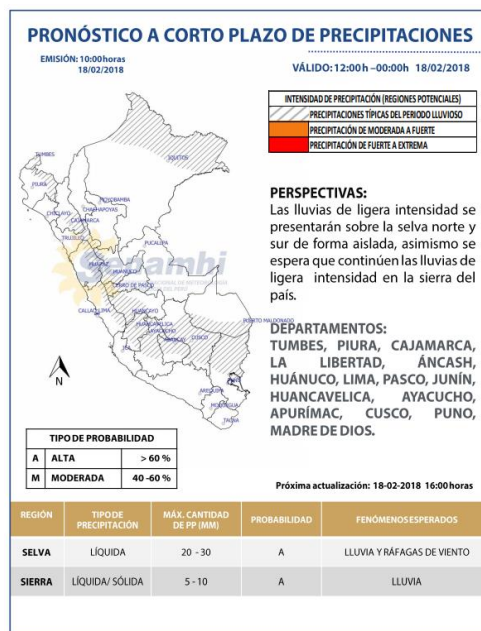 PRONÓSTICO A CORTO PLAZO DE PRECIPITACIONES
EMISIÓN: 10:00horas
18/02/2018
VÁLIDO: 12:00 h –00:00h 18/02/2018
INTENSIDAD DE PRECIPITACIÓN (REGIONES POTENCIALES)
PRECIPITACIONES TÍPICAS DEL PERIODO LLUVIOSO
PRECIPITACIÓN DE MODERADA A FUERTE
PRECIPITACIÓN DE FUERTE A EXTREMA
TUMBES
IQUITOS
PIURA
MOYOBAMBA
CHACHAPOYAS
CHICLAYO
CAJAMARCA
TRUJILLO
PUCALLPA
HUARAZ
Senamhi
HUANUCO
CERRO DE PASCO
CALLAO LIMA
HUANCAYO
PUERTO MALDONADO
HUANCAVELICA
AYACUCHO
CUSCO
ABANCAY
ICA
PUNO
AREQUIPA
MOQUEGUA
TACNA
N
PERSPECTIVAS:
Las lluvias de ligera intensidad se
presentarán sobre la selva norte y
sur de forma aislada, asimismo se
espera que continúen las lluvias de
ligera intensidad en la sierra del
país.
DEPARTAMENTOS:
TUMBES, PIURA, CAJAMARCA,
LA LIBERTAD, ÁNCASH,
HUÁNUCO, LIMA, PASCO, JUNÍN,
HUANCAVELICA, AYACUCHO,
APURÍMAC, CUSCO, PUNO,
MADRE DE DIOS.
TIPO DE PROBABILIDAD
A ALTA > 60 %
M MODERADA 40 -60 %
Próxima actualización: 18-02-2018 16:00 horas
REGIÓN TIPO DE PRECIPITACIÓN MÁX. CANTIDAD DE PP (MM) PROBABILIDAD FENÓMENOS ESPERADOS
SELVA LÍQUIDA 20 - 30 A LLUVIA Y RÁFAGAS DE VIENTO
SIERRA LÍQUIDA/ SÓLIDA 5 - 10 A LLUVIA